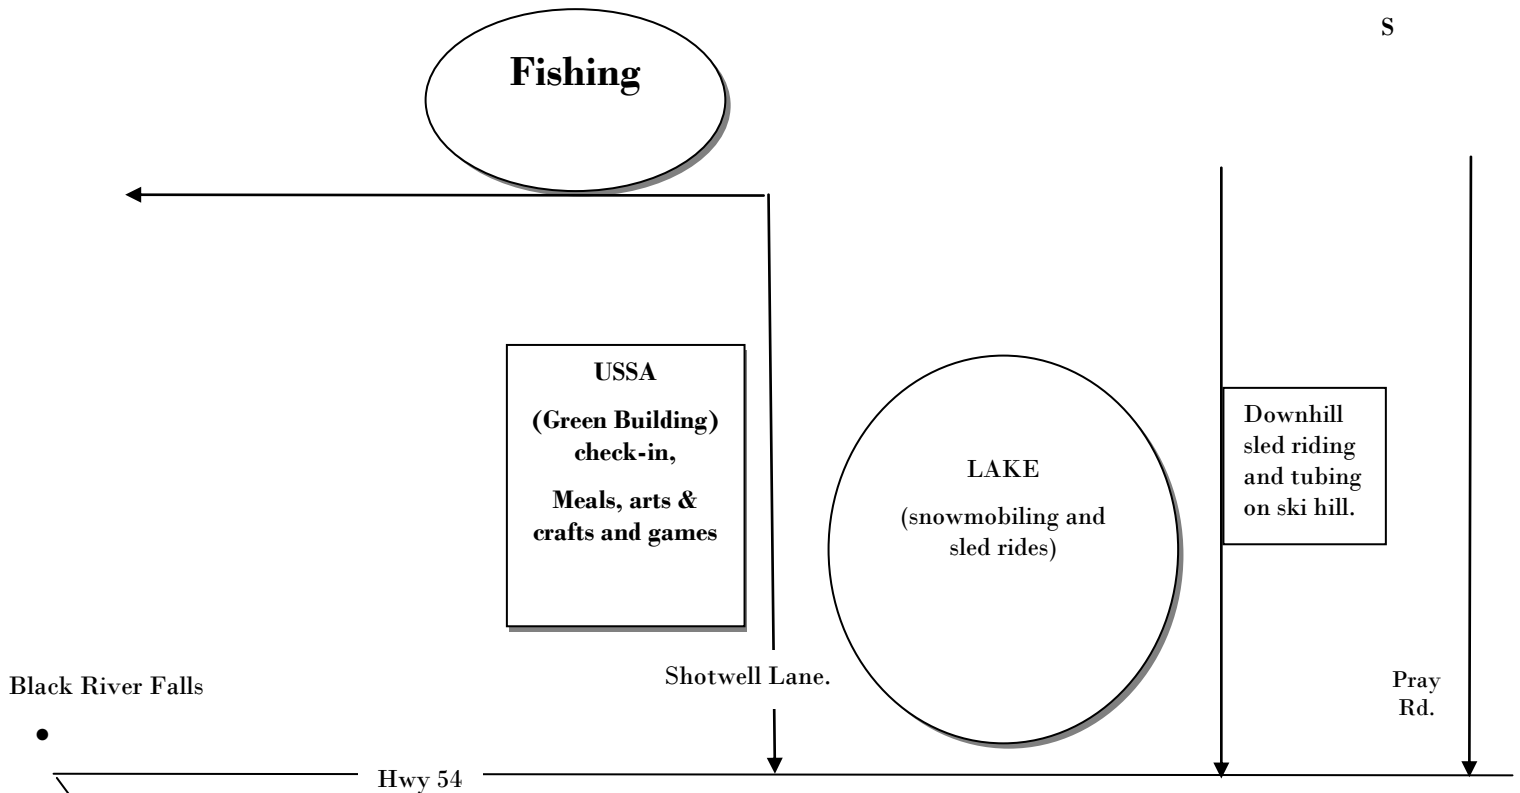 S
Fishing
USSA
(Green Building)
check-in,
Meals, arts &
crafts and games
LAKE
(snowmobiling and
sled rides)
Downhill
sled riding
and tubing
on ski hill.
Shotwell Lane.
Black River Falls
Pray
Rd.
Hwy 54